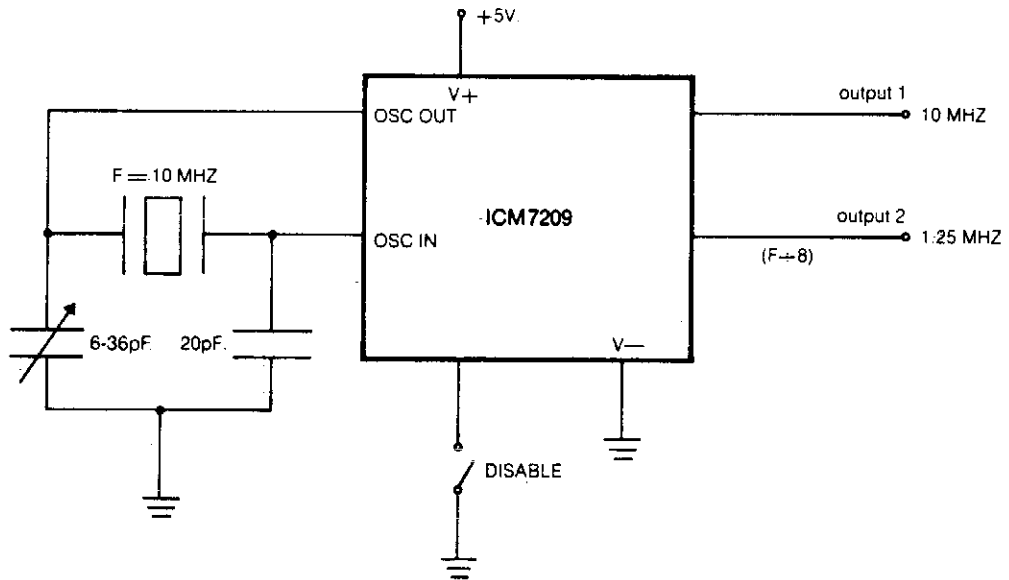 +5V.
V+
OSC OUT
output 1
10 MHZ
F = 10 MHZ
ICM7209
OSC IN
output 2
1.25 MHZ
(F÷8)
6-36pF.
20pF.
V—
DISABLE